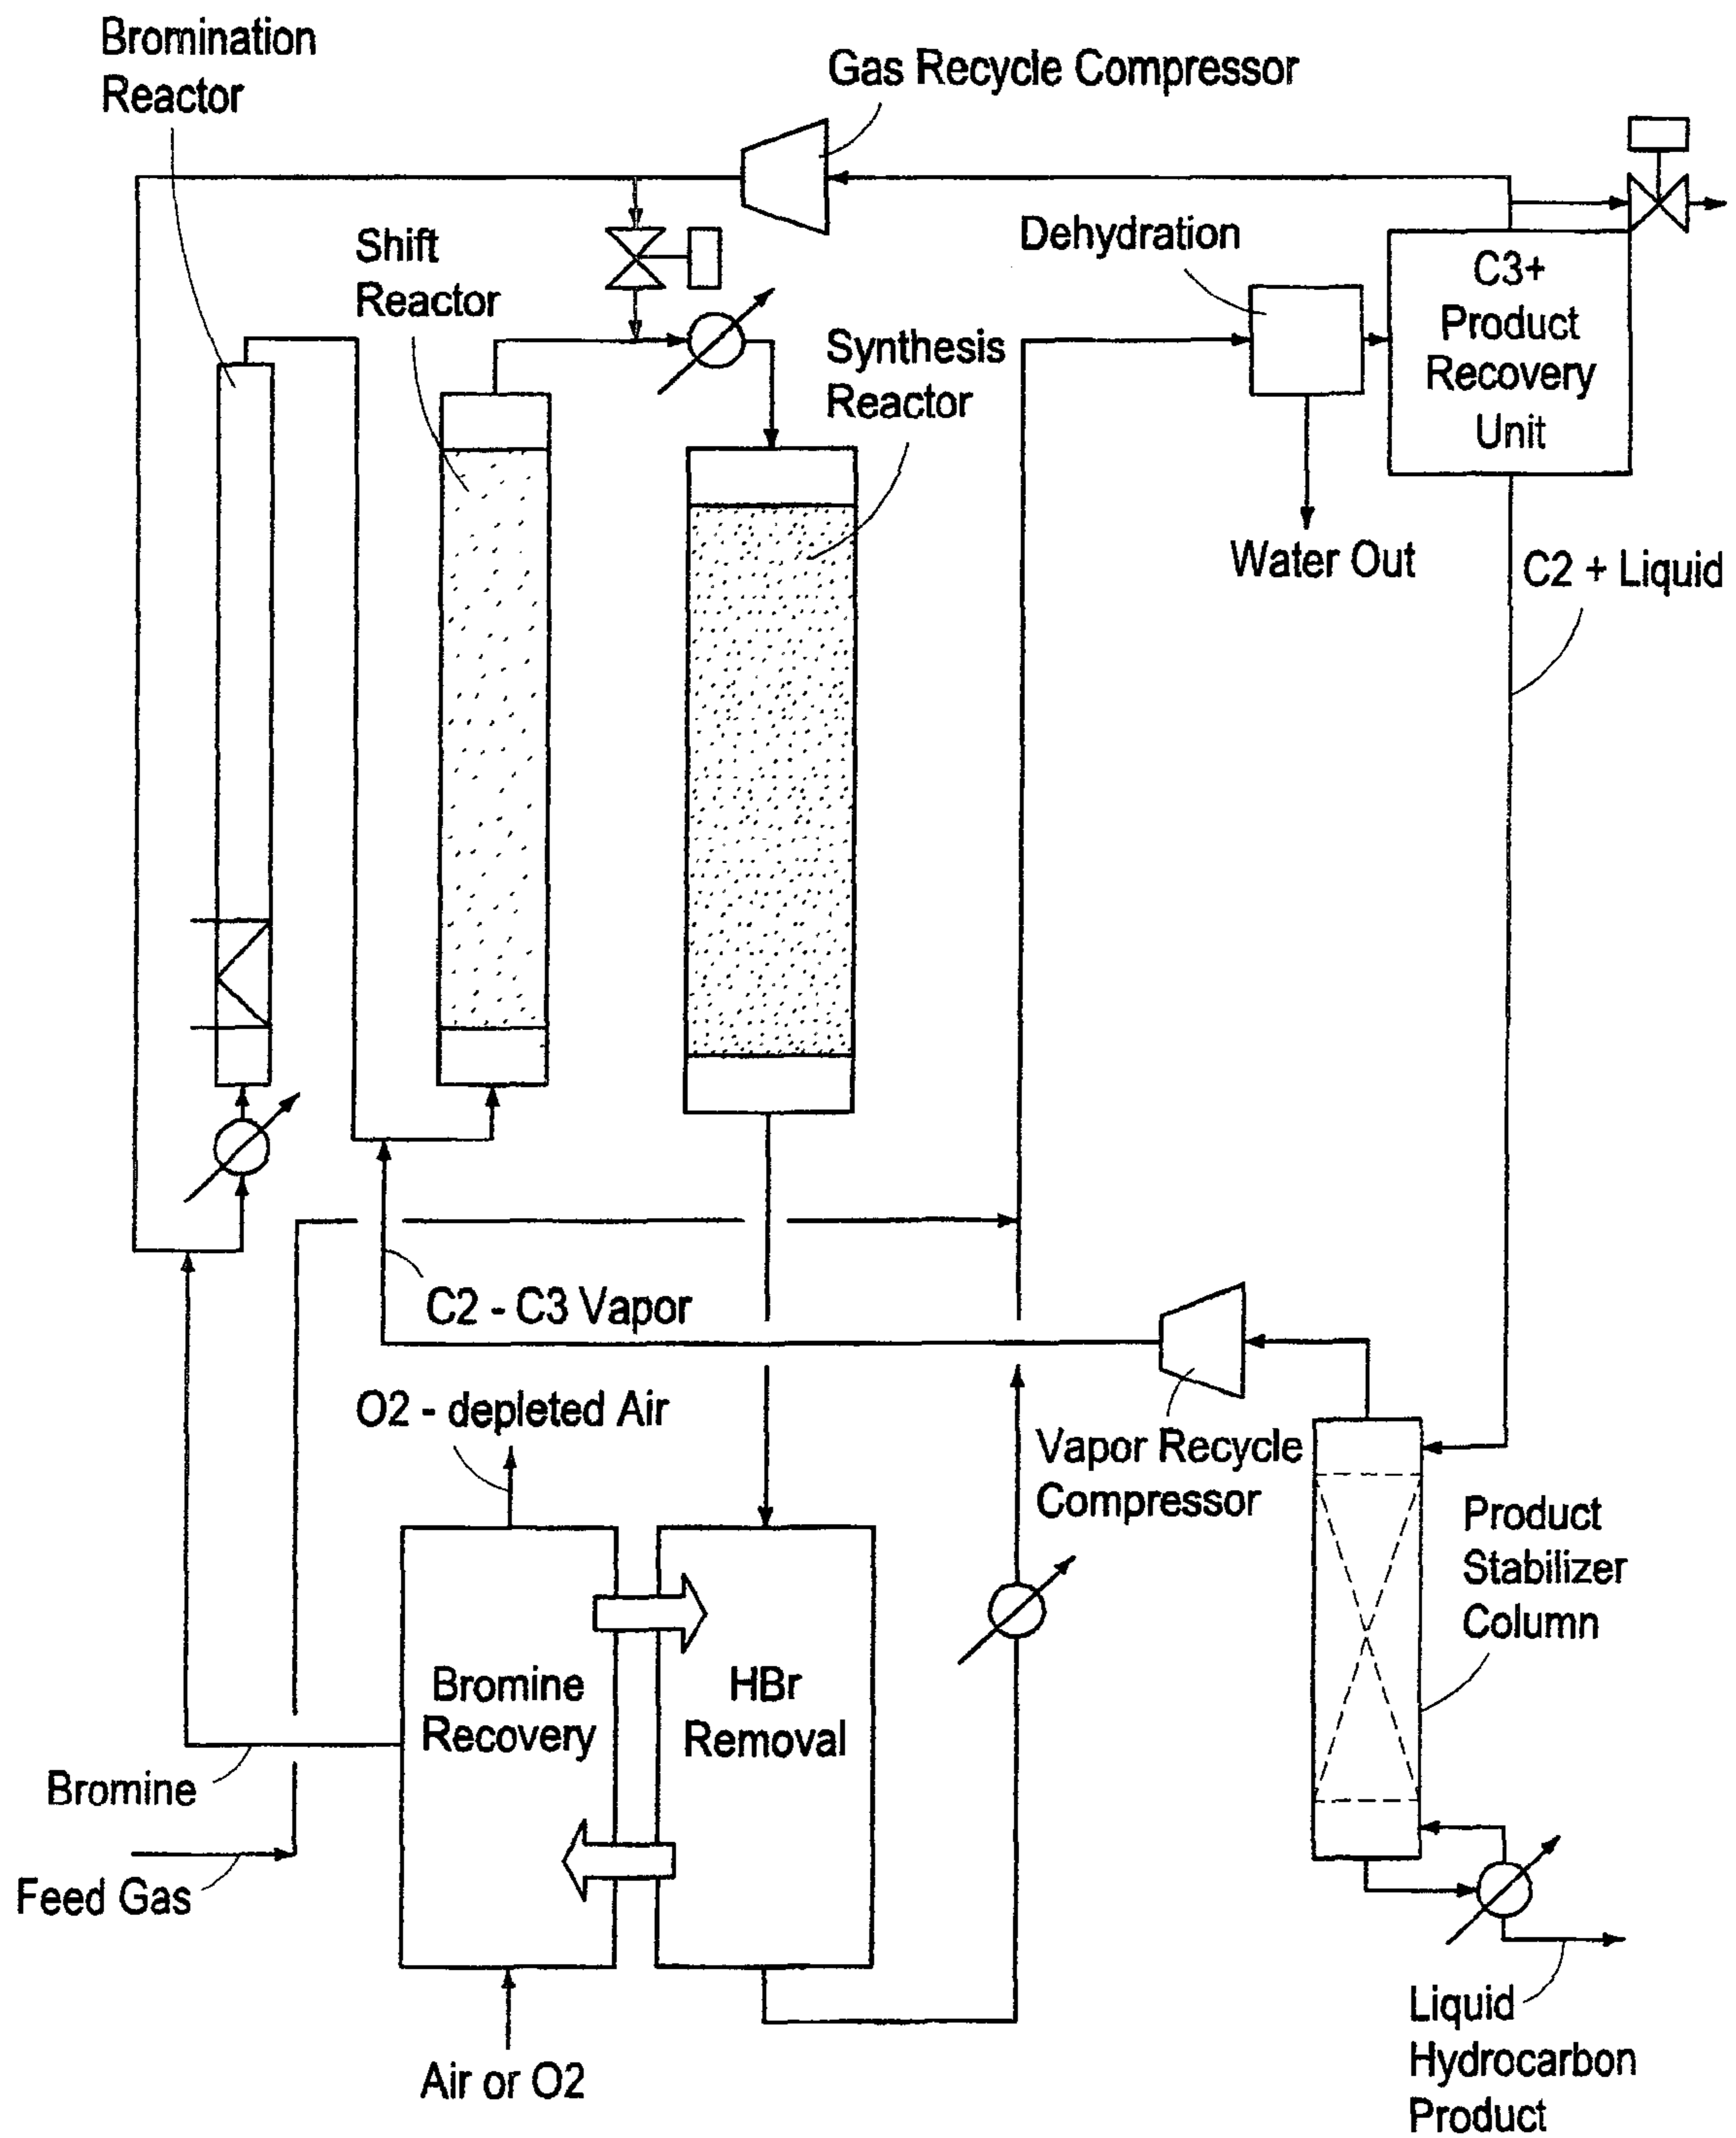 Bromination
Reactor
Gas Recycle Compressor
Shift
Reactor
Dehydration
C3+
Product
Recovery
Unit
Synthesis
Reactor
Water Out
C2 + Liquid
C2 - C3 Vapor
O2 - depleted Air
Vapor Recycle
Compressor
Product
Stabilizer
Column
Bromine
Recovery
HBr
Removal
Bromine
Feed Gas
Liquid
Hydrocarbon
Product
Air or O2